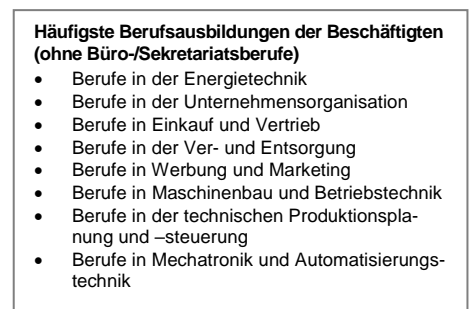 Häufigste Berufsausbildungen der Beschäftigten
(ohne Büro-/Sekretariatsberufe)
• Berufe in der Energietechnik
• Berufe in der Unternehmensorganisation
• Berufe in Einkauf und Vertrieb
• Berufe in der Ver- und Entsorgung
• Berufe in Werbung und Marketing
• Berufe in Maschinenbau und Betriebstechnik
• Berufe in der technischen Produktionspla-
nung und –steuerung
• Berufe in Mechatronik und Automatisierungs-
technik